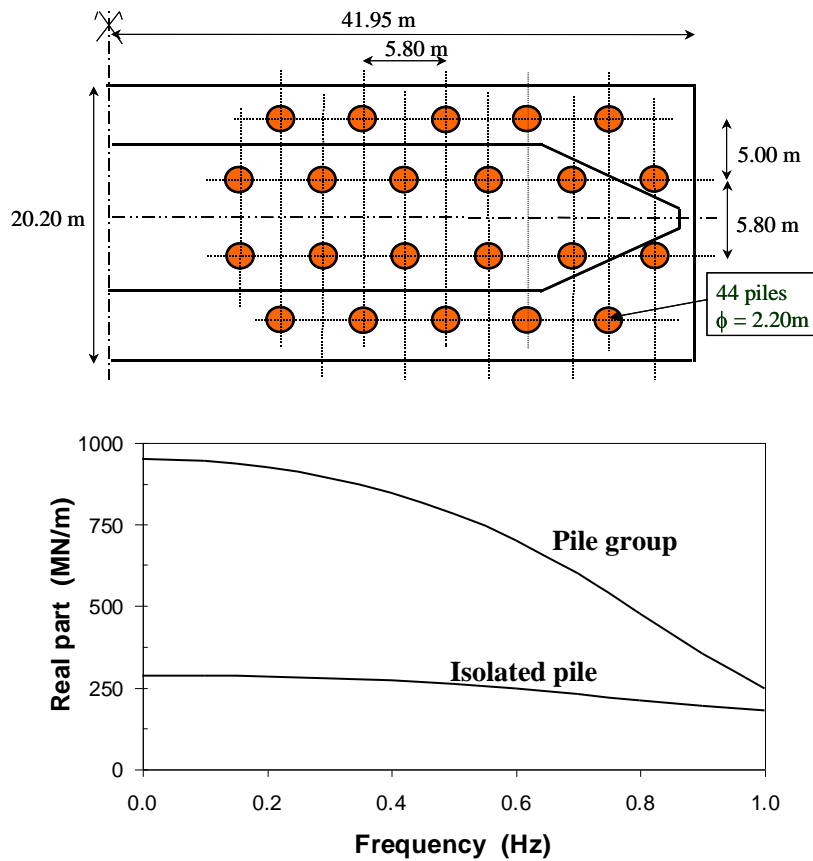 41.95 m
5.80 m
5.00 m
20.20 m
5.80 m
44 piles
ϕ = 2.20m
1000
750
500
250
0
Real part (MN/m)
Pile group
Isolated pile
0.0 0.2 0.4 0.6 0.8 1.0
Frequency (Hz)